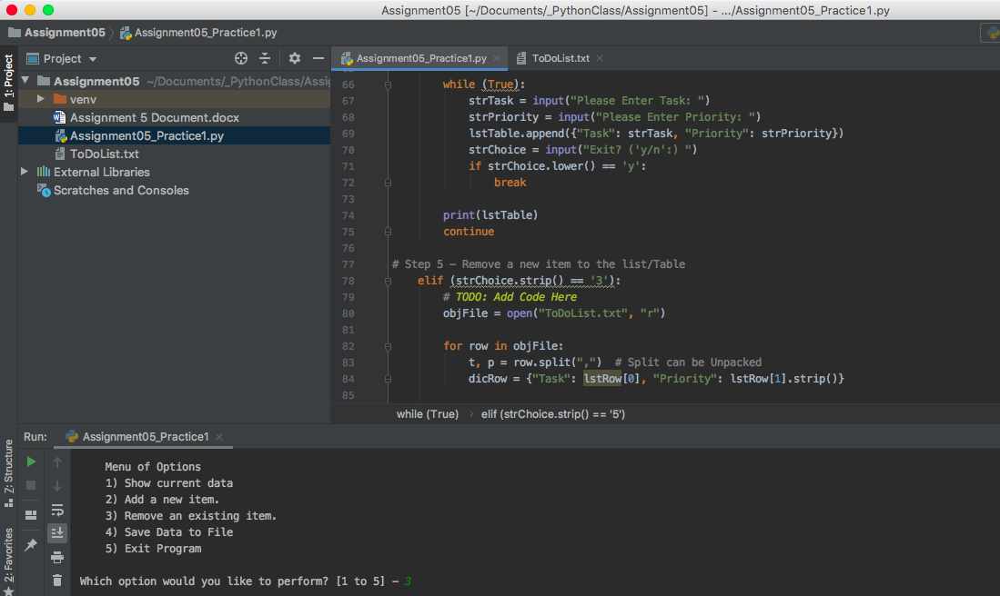 Assignment05 [~/Documents/_PythonClass/Assignment05] - .../Assignment05_Practice1.py
Assignment05
Assignment05_Practice1.py
1: Project
Project
Assignment05 ~/Documents/_PythonClass/Assi
venv
Assignment 5 Document.docx
Assignment05_Practice1.py
ToDoList.txt
External Libraries
Scratches and Consoles
Assignment05_Practice1.py
ToDoList.txt
66 while (True):
67 strTask = input("Please Enter Task: ")
68 strPriority = input("Please Enter Priority: ")
69 lstTable.append({"Task": strTask, "Priority": strPriority})
70 strChoice = input("Exit? ('y/n':) ")
71 if strChoice.lower() == 'y':
72 break
73
74 print(lstTable)
75 continue
76
77 # Step 5 - Remove a new item to the list/Table
78 elif (strChoice.strip() == '3'):
79 # TODO: Add Code Here
80 objFile = open("ToDoList.txt", "r")
81
82 for row in objFile:
83 t, p = row.split(",") # Split can be Unpacked
84 dicRow = {"Task": lstRow[0], "Priority": lstRow[1].strip()}
85
while (True)
elif (strChoice.strip() == '5')
Run:
Assignment05_Practice1
Z: Structure
2: Favorites
Menu of Options
1) Show current data
2) Add a new item.
3) Remove an existing item.
4) Save Data to File
5) Exit Program
Which option would you like to perform? [1 to 5] - 3